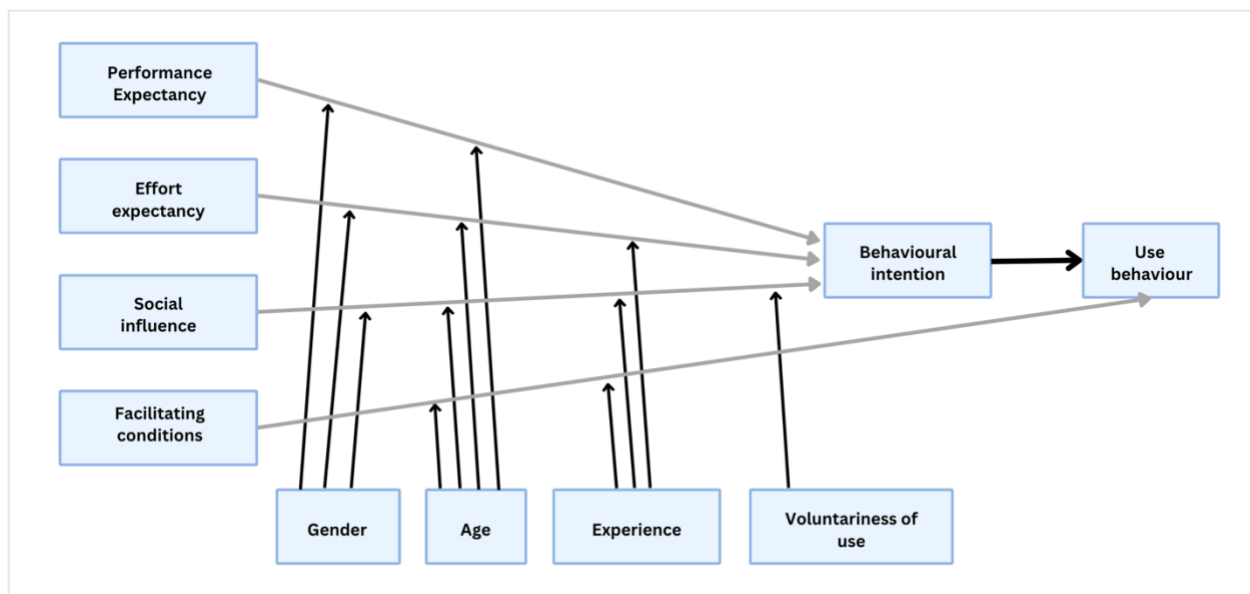 Performance
Expectancy
Effort
expectancy
Social
influence
Facilitating
conditions
Behavioural
intention
Use
behaviour
Gender
Age
Experience
Voluntariness of
use